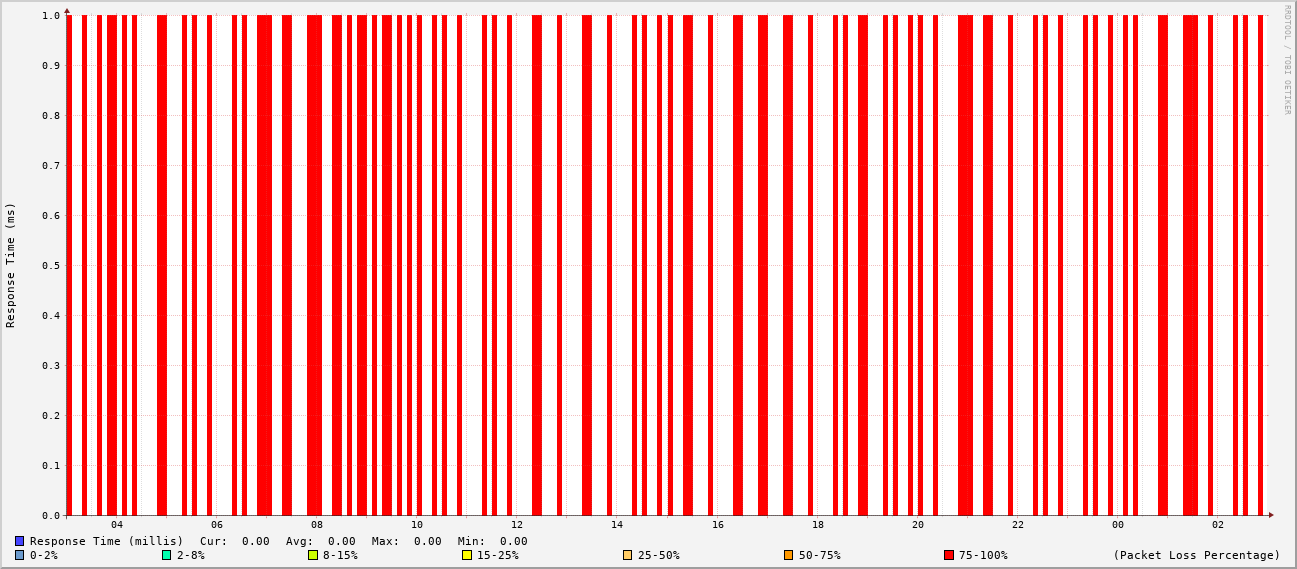 RRDTOOL / TOBI OETIKER
Response Time (ms)
1.0
0.9
0.8
0.7
0.6
0.5
0.4
0.3
0.2
0.1
0.0
04 06 08 10 12 14 16 18 20 22 00 02
Response Time (millis) Cur: 0.00 Avg: 0.00 Max: 0.00 Min: 0.00
0-2% 2-8% 8-15% 15-25% 25-50% 50-75% 75-100% (Packet Loss Percentage)